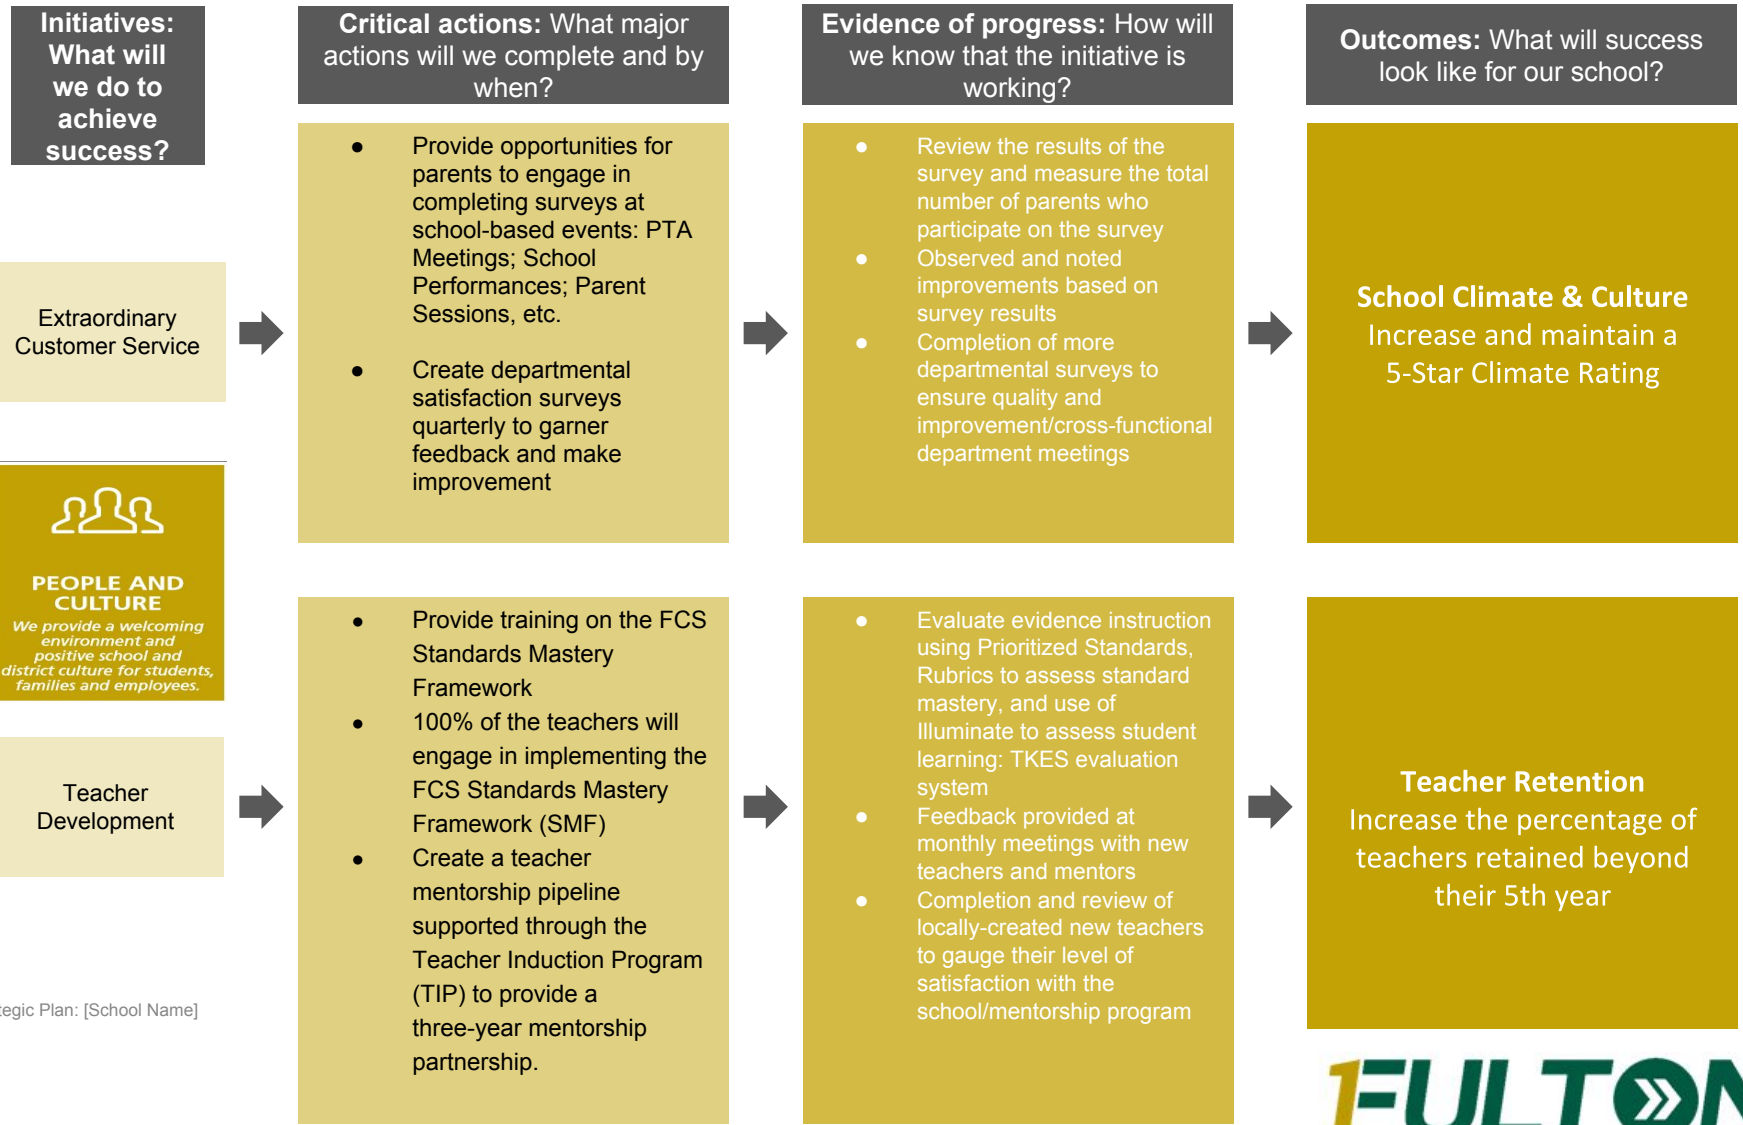 Initiatives:
What will
we do to
achieve
success?
Critical actions: What major
actions will we complete and by
when?
Evidence of progress: How will
we know that the initiative is
working?
Outcomes: What will success
look like for our school?
Extraordinary
Customer Service
● Provide opportunities for
parents to engage in
completing surveys at
school-based events: PTA
Meetings; School
Performances; Parent
Sessions, etc.
● Create departmental
satisfaction surveys
quarterly to garner
feedback and make
improvement
● Review the results of the
survey and measure the total
number of parents who
participate on the survey
● Observed and noted
improvements based on
survey results
● Completion of more
departmental surveys to
ensure quality and
improvement/cross-functional
department meetings
School Climate & Culture
Increase and maintain a
5-Star Climate Rating
PEOPLE AND
CULTURE
We provide a welcoming
environment and
positive school and
district culture for students,
families and employees.
Teacher
Development
● Provide training on the FCS
Standards Mastery
Framework
● 100% of the teachers will
engage in implementing the
FCS Standards Mastery
Framework (SMF)
● Create a teacher
mentorship pipeline
supported through the
Teacher Induction Program
(TIP) to provide a
three-year mentorship
partnership.
● Evaluate evidence instruction
using Prioritized Standards,
Rubrics to assess standard
mastery, and use of
Illuminate to assess student
learning: TKES evaluation
system
● Feedback provided at
monthly meetings with new
teachers and mentors
● Completion and review of
locally-created new teachers
to gauge their level of
satisfaction with the
school/mentorship program
Teacher Retention
Increase the percentage of
teachers retained beyond
their 5th year
tegic Plan: [School Name]
1FULTON